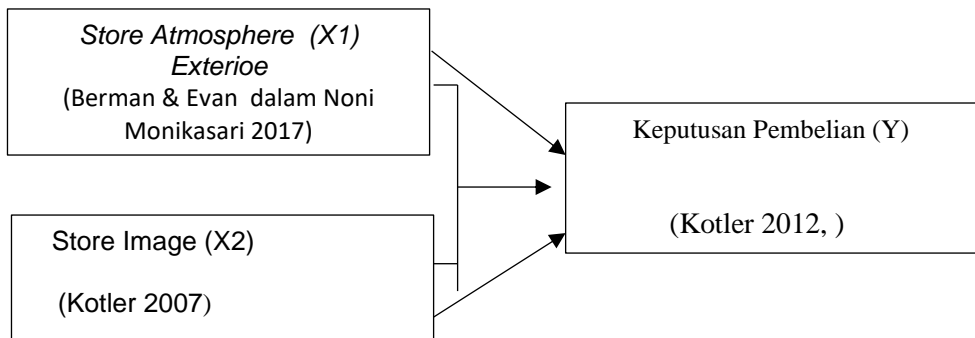 Store Atmosphere (X1)
Exterioe
(Berman & Evan dalam Noni
Monikasari 2017)
Keputusan Pembelian (Y)
(Kotler 2012, )
Store Image (X2)
(Kotler 2007)